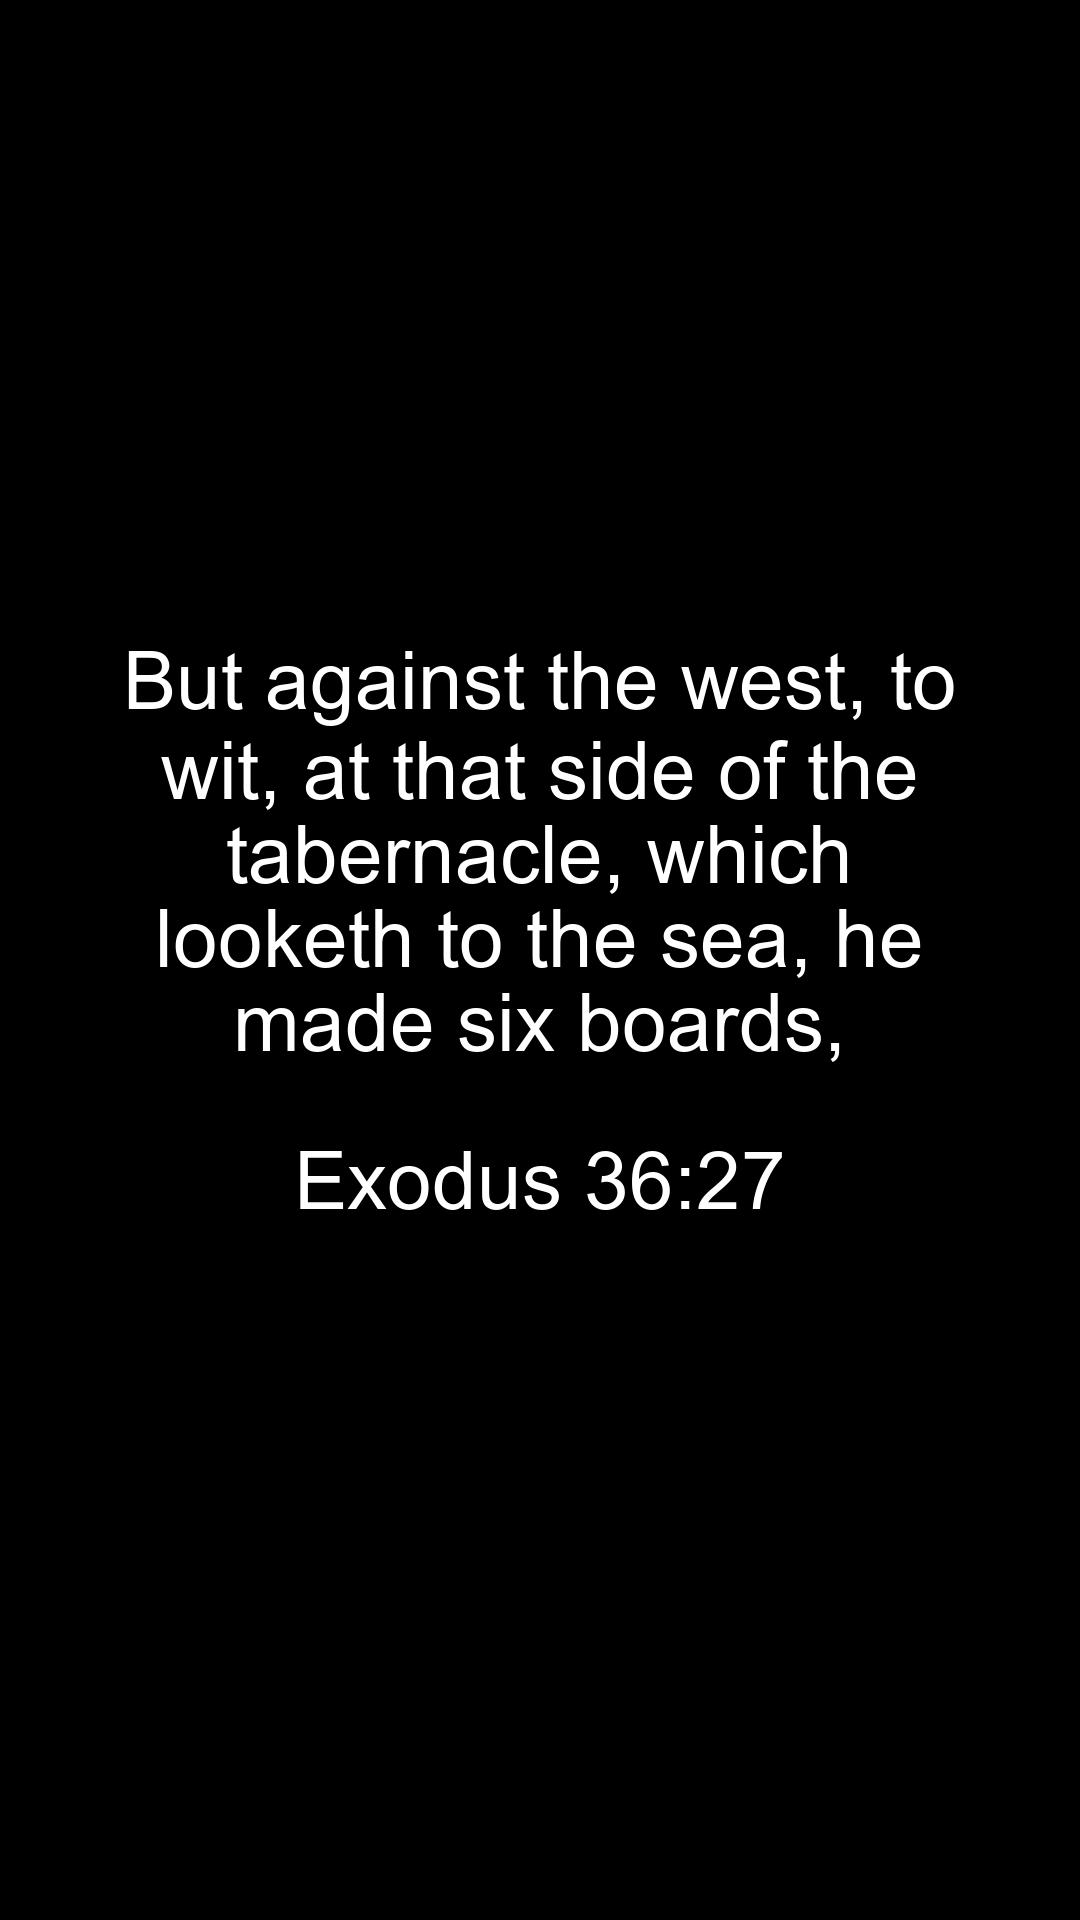 But against the west, to
wit, at that side of the
tabernacle, which
looketh to the sea, he
made six boards,
Exodus 36:27